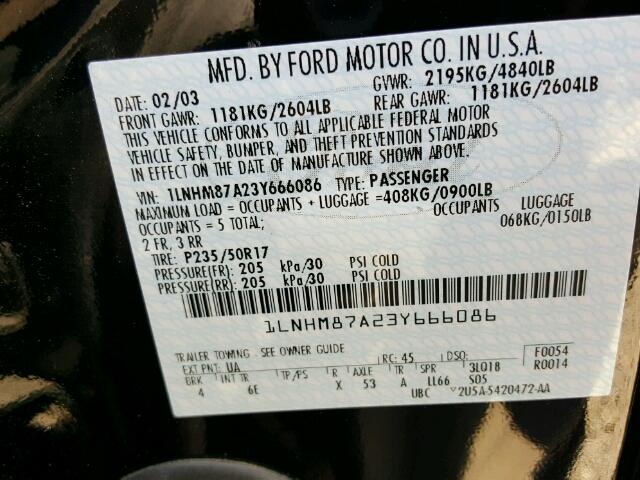 MFD. BY FORD MOTOR CO. IN U.S.A.
DATE: 02/03 GVWR: 2195KG/4840LB
FRONT GAWR: 1181KG/2604LB REAR GAWR: 1181KG/2604LB
THIS VEHICLE CONFORMS TO ALL APPLICABLE FEDERAL MOTOR
VEHICLE SAFETY, BUMPER, AND THEFT PREVENTION STANDARDS
IN EFFECT ON THE DATE OF MANUFACTURE SHOWN ABOVE.
VIN: 1LNHM87A23Y666086 TYPE: PASSENGER
MAXIMUM LOAD = OCCUPANTS + LUGGAGE =408KG/0900LB
OCCUPANTS = 5 TOTAL; OCCUPANTS LUGGAGE
2 FR, 3 RR 068KG/0150LB
TIRE: P235/50R17
PRESSURE(FR): 205 kPa/30 PSI COLD
PRESSURE(RR): 205 kPa/30 PSI COLD
1LNHM87A23Y666086
TRAILER TOWING - SEE OWNER GUIDE
EXT PNT: UA RC: 45 DSO: F0054
BRK INT TR TP/PS R AXLE TR SPR 3LQ18 R0014
4 6E X 53 A LL66 S05
UBC 2U5A-5420472-AA